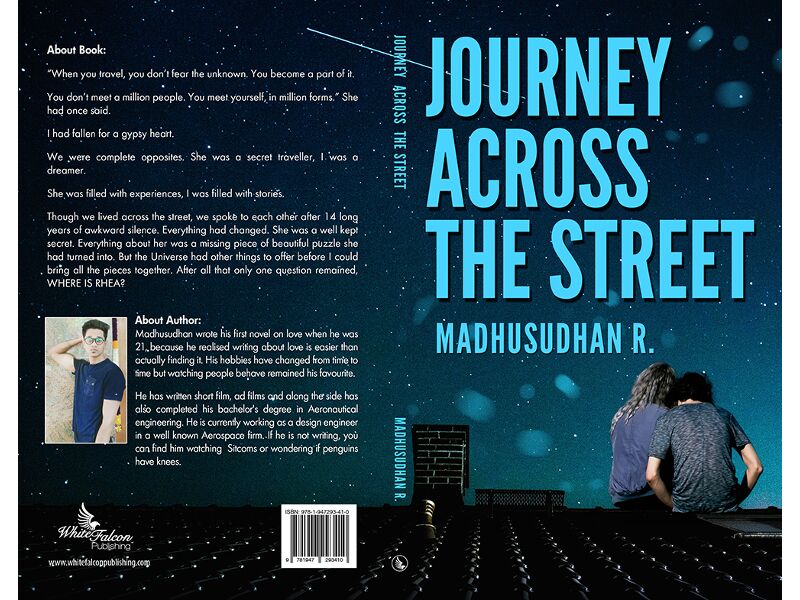 About Book:
“When you travel, you don’t fear the unknown. You become a part of it.
You don’t meet a million people. You meet yourself, in million forms.” She
had once said.
I had fallen for a gypsy heart.
We were complete opposites. She was a secret traveller, I was a
dreamer.
She was filled with experiences, I was filled with stories.
Though we lived across the street, we spoke to each other after 14 long
years of awkward silence. Everything had changed. She was a well kept
secret. Everything about her was a missing piece of beautiful puzzle she
had turned into. But the Universe had other things to offer before I could
bring all the pieces together. After all that only one question remained,
WHERE IS RHEA?
About Author:
Madhusudhan wrote his first novel on love when he was
21, because he realised writing about love is easier than
actually finding it. His hobbies have changed from time to
time but watching people behave remained his favourite.
He has written short film, ad films and along the side has
also completed his bachelor’s degree in Aeronautical
engineering. He is currently working as a design engineer
in a well known Aerospace firm. If he is not writing, you
can find him watching Sitcoms or wondering if penguins
have knees.
White Falcon
Publishing
www.whitefalconpublishing.com
ISBN: 978-1-947293-41-0
9 781947 293410
JOURNEY ACROSS THE STREET
MADHUSUDHAN R.
JOURNEY
ACROSS
THE STREET
MADHUSUDHAN R.